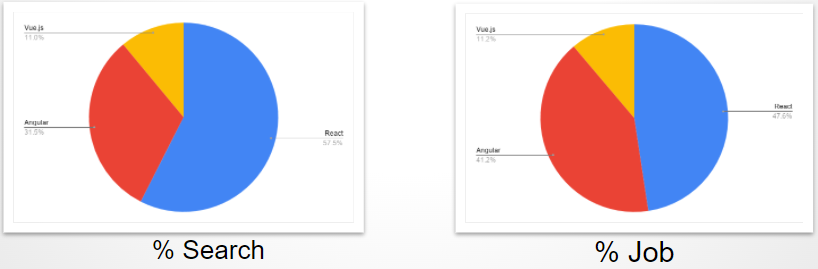 Vue.js
11.0%
Angular
31.5%
React
57.5%
% Search
Vue.js
11.2%
React
47.6%
Angular
41.2%
% Job